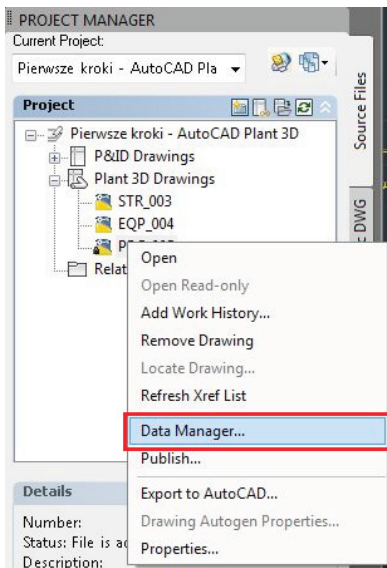 PROJECT MANAGER
Current Project:
Pierwsze kroki - AutoCAD Pla
Project
Pierwsze kroki - AutoCAD Plant 3D
P&ID Drawings
Plant 3D Drawings
STR_003
EQP_004
Relat
Open
Open Read-only
Add Work History...
Remove Drawing
Locate Drawing...
Refresh Xref List
Data Manager...
Publish...
Export to AutoCAD...
Drawing Autogen Properties...
Properties...
Details
Number:
Status: File is ac
Description:
Source Files
DWG